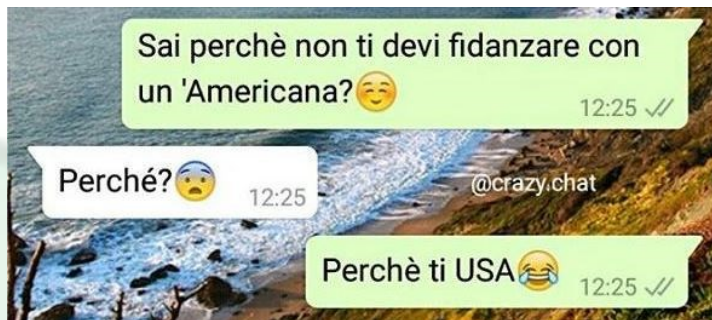 Sai perchè non ti devi fidanzare con
un 'Americana?☺️
12:25
Perché?😨
12:25
@crazy.chat
Perchè ti USA😂
12:25